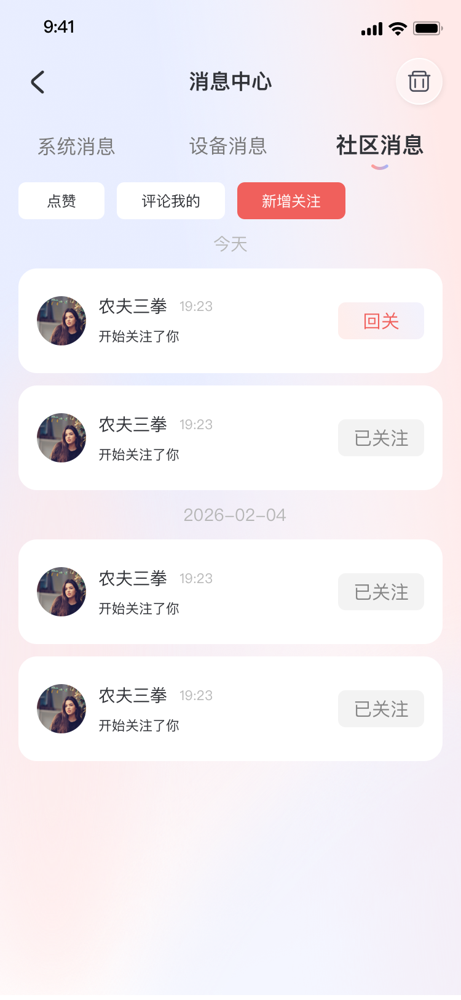 9:41
消息中心
系统消息 设备消息 社区消息
点赞 评论我的 新增关注
今天
农夫三拳 19:23
开始关注了你
回关
农夫三拳 19:23
开始关注了你
已关注
2026-02-04
农夫三拳 19:23
开始关注了你
已关注
农夫三拳 19:23
开始关注了你
已关注